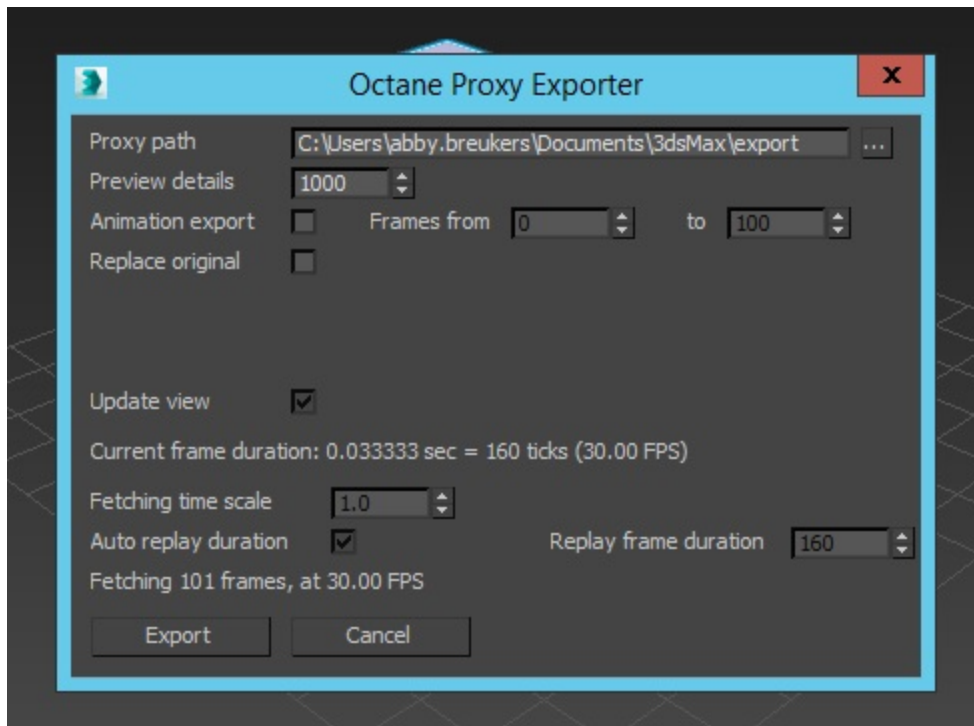 Octane Proxy Exporter
x
Proxy path C:\Users\abby.breukers\Documents\3dsMax\export ...
Preview details 1000
Animation export Frames from 0 to 100
Replace original
Update view
Current frame duration: 0.033333 sec = 160 ticks (30.00 FPS)
Fetching time scale 1.0
Auto replay duration Replay frame duration 160
Fetching 101 frames, at 30.00 FPS
Export Cancel